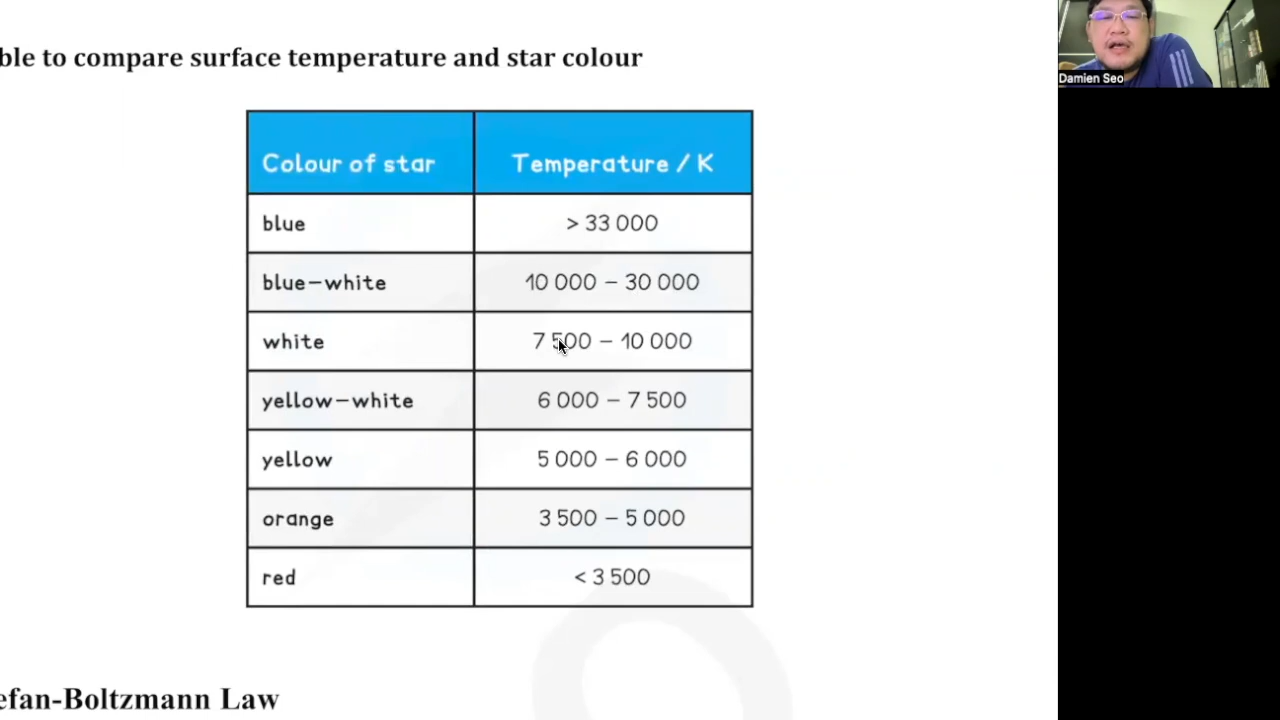 ble to compare surface temperature and star colour
Damien Seo
Colour of star Temperature / K
blue > 33 000
blue–white 10 000 – 30 000
white 7 500 – 10 000
yellow–white 6 000 – 7 500
yellow 5 000 – 6 000
orange 3 500 – 5 000
red < 3 500
efan-Boltzmann Law